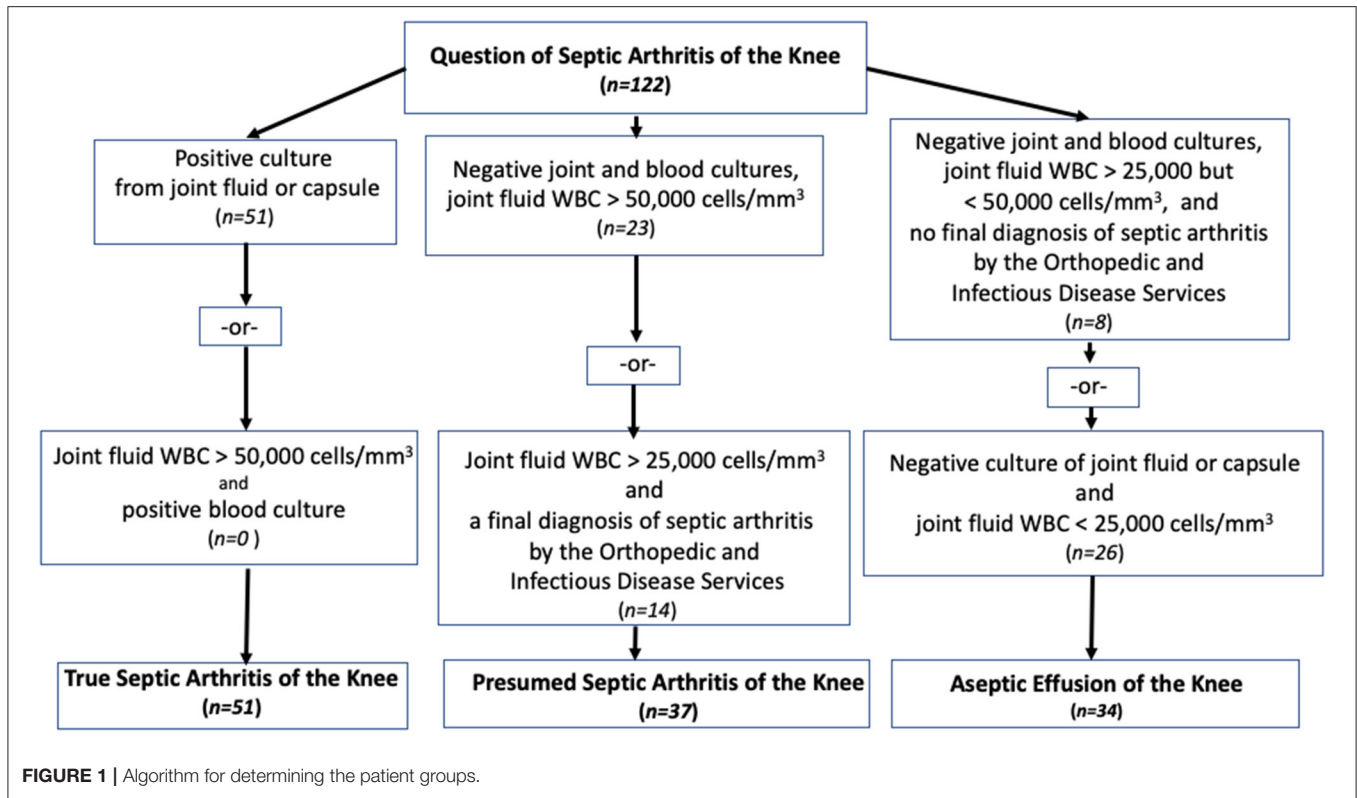 Question of Septic Arthritis of the Knee
(n=122)
Positive culture
from joint fluid or capsule
(n=51)
-or-
Joint fluid WBC > 50,000 cells/mm³
and
positive blood culture
(n=0 )
True Septic Arthritis of the Knee
(n=51)
Negative joint and blood cultures,
joint fluid WBC > 50,000 cells/mm³
(n=23)
-or-
Joint fluid WBC > 25,000 cells/mm³
and
a final diagnosis of septic arthritis
by the Orthopedic and
Infectious Disease Services
(n=14)
Presumed Septic Arthritis of the Knee
(n=37)
Negative joint and blood cultures,
joint fluid WBC > 25,000 but
< 50,000 cells/mm³, and
no final diagnosis of septic arthritis
by the Orthopedic and
Infectious Disease Services
(n=8)
-or-
Negative culture of joint fluid or capsule
and
joint fluid WBC < 25,000 cells/mm³
(n=26)
Aseptic Effusion of the Knee
(n=34)
FIGURE 1 | Algorithm for determining the patient groups.